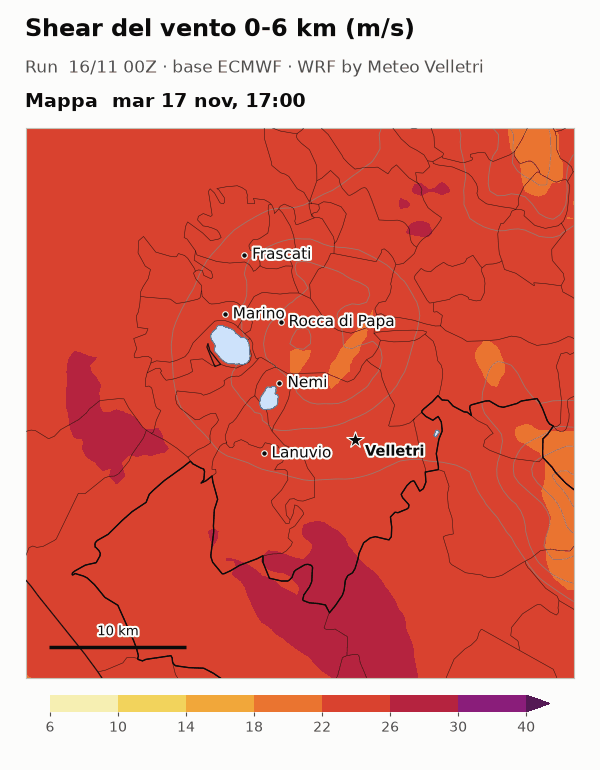 Shear del vento 0-6 km (m/s)
Run  16/11 00Z · base ECMWF · WRF by Meteo Velletri
Mappa  mar 17 nov, 17:00
Frascati
Marino
Rocca di Papa
Nemi
Velletri
Lanuvio
10 km
6 10 14 18 22 26 30 40